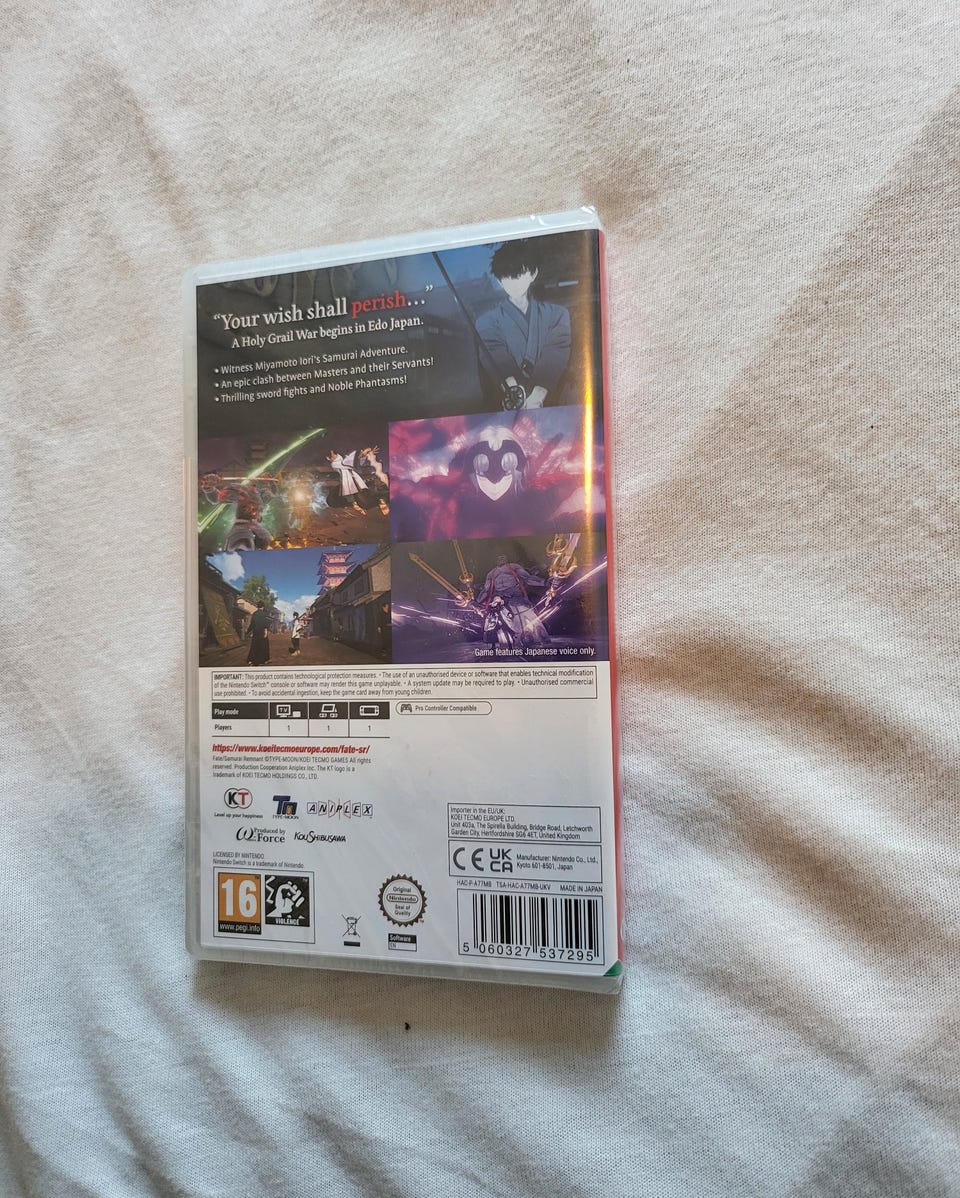 “Your wish shall perish...”
A Holy Grail War begins in Edo Japan.
• Witness Miyamoto Iori's Samurai Adventure.
• An epic clash between Masters and their Servants!
• Thrilling sword fights and Noble Phantasms!
Game features Japanese voice only.
IMPORTANT: This product contains technological protection measures. • The use of an unauthorised device or software that enables technical modification
of the Nintendo Switch™ console or software may render this game unplayable. • A system update may be required to play. • Unauthorised commercial
use prohibited. • To avoid accidental ingestion, keep the game card away from young children.
Play mode TV Pro Controller Compatible
Players 1 1 1
https://www.koeitecmoeurope.com/fate-sr/
Fate/Samurai Remnant ©TYPE-MOON/KOEI TECMO GAMES All rights
reserved. Production Cooperation Aniplex Inc. The KT logo is a
trademark of KOEI TECMO HOLDINGS CO., LTD.
KT
Level up your happiness
TM
TYPE-MOON
ANIPLEX
Produced by
ω-Force
KOU SHIBUSAWA
Importer in the EU/UK:
KOEI TECMO EUROPE LTD.
Unit 403a, The Spirella Building, Bridge Road, Letchworth
Garden City, Hertfordshire SG6 4ET, United Kingdom
CE UK CA
Manufacturer: Nintendo Co., Ltd.,
Kyoto 601-8501, Japan
LICENSED BY NINTENDO
Nintendo Switch is a trademark of Nintendo.
HAC-P-A77MB TSA-HAC-A77MB-UKV MADE IN JAPAN
16
www.pegi.info
VIOLENCE
Original
Nintendo
Seal of
Quality
Software
EN
5 060327 537295